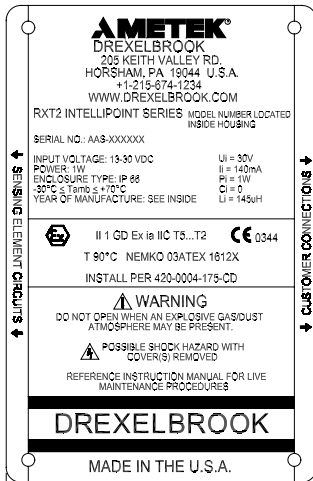 AMETEK®
DREXELBROOK
205 KEITH VALLEY RD.
HORSHAM, PA 19044 U.S.A.
+1-215-674-1234
WWW.DREXELBROOK.COM
RXT2 INTELLIPOINT SERIES MODEL NUMBER LOCATED INSIDE HOUSING
SERIAL NO.: AAS-XXXXXX
INPUT VOLTAGE: 13-30 VDC Ui = 30V
POWER: 1W Ii = 140mA
ENCLOSURE TYPE: IP 66 Pi = 1W
-30°C ≤ Tamb ≤ +70°C Ci = 0
YEAR OF MANUFACTURE: SEE INSIDE Li = 145uH
SENSING ELEMENT CIRCUITS
CUSTOMER CONNECTIONS
Ex II 1 GD Ex ia IIC T5...T2 CE 0344
T 90°C NEMKO 03ATEX 1612X
INSTALL PER 420-0004-175-CD
WARNING
DO NOT OPEN WHEN AN EXPLOSIVE GAS/DUST
ATMOSPHERE MAY BE PRESENT.
POSSIBLE SHOCK HAZARD WITH
COVER(S) REMOVED
REFERENCE INSTRUCTION MANUAL FOR LIVE
MAINTENANCE PROCEDURES
DREXELBROOK
MADE IN THE U.S.A.